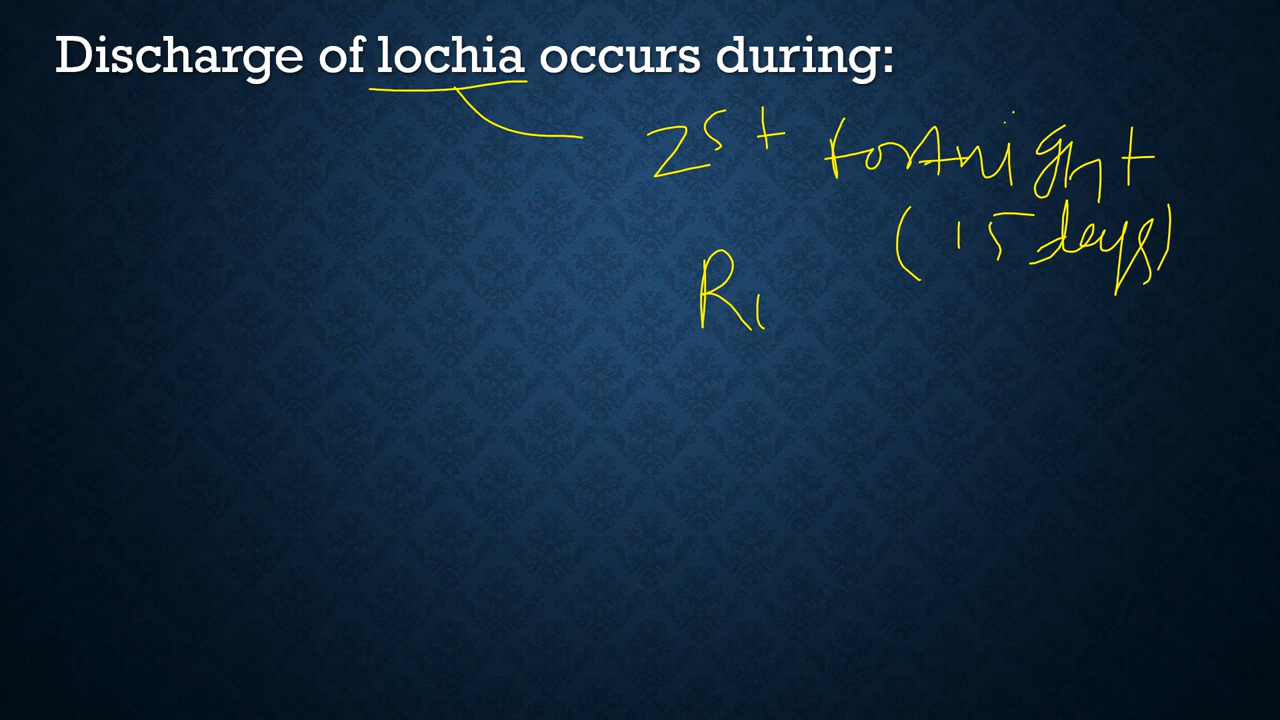 Discharge of lochia occurs during:
1st fortnight
(15 days)
R1